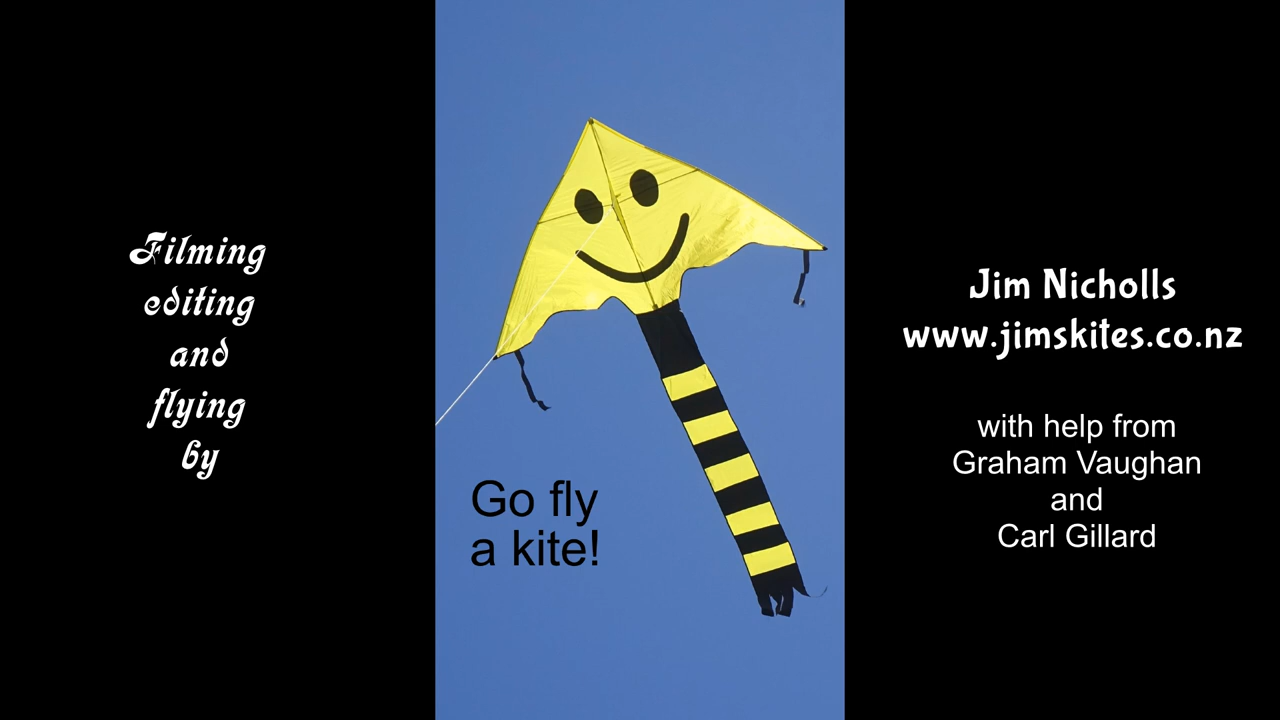 Filming
editing
and
flying
by
Go fly
a kite!
Jim Nicholls
www.jimskites.co.nz
with help from
Graham Vaughan
and
Carl Gillard